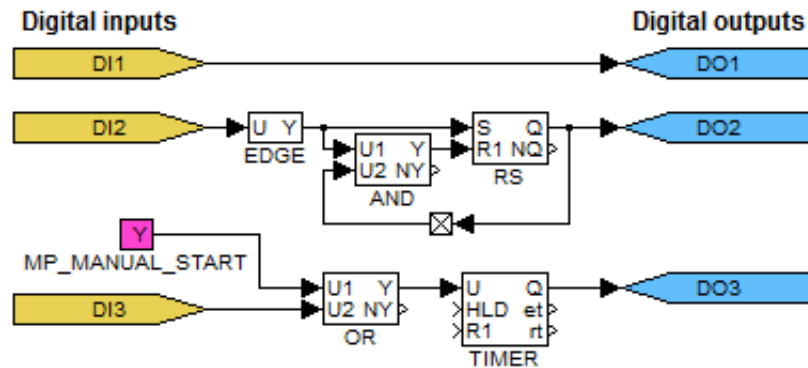 Digital inputs Digital outputs
DI1 DO1
DI2 U Y S Q DO2
EDGE U1 Y R1 NQ
U2 NY RS
AND
Y
MP_MANUAL_START
U1 Y U Q DO3
DI3 U2 NY HLD et
OR R1 rt
TIMER